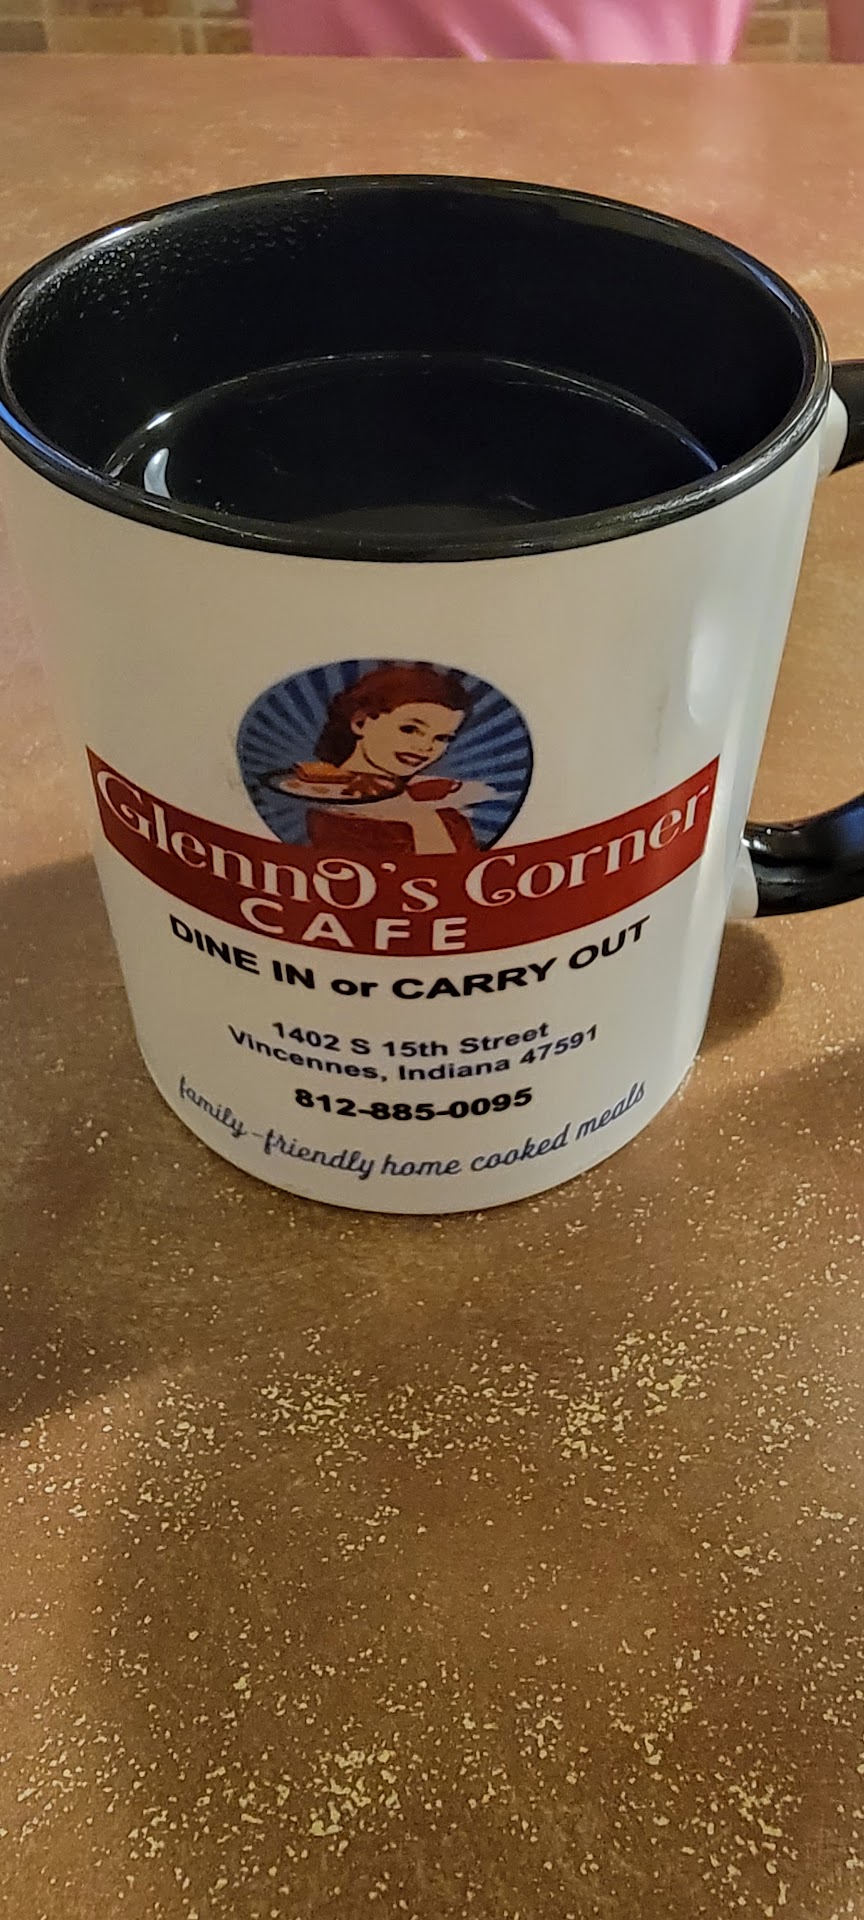 GlennO's Corner
CAFE
DINE IN or CARRY OUT
1402 S 15th Street
Vincennes, Indiana 47591
812-885-0095
family-friendly home cooked meals